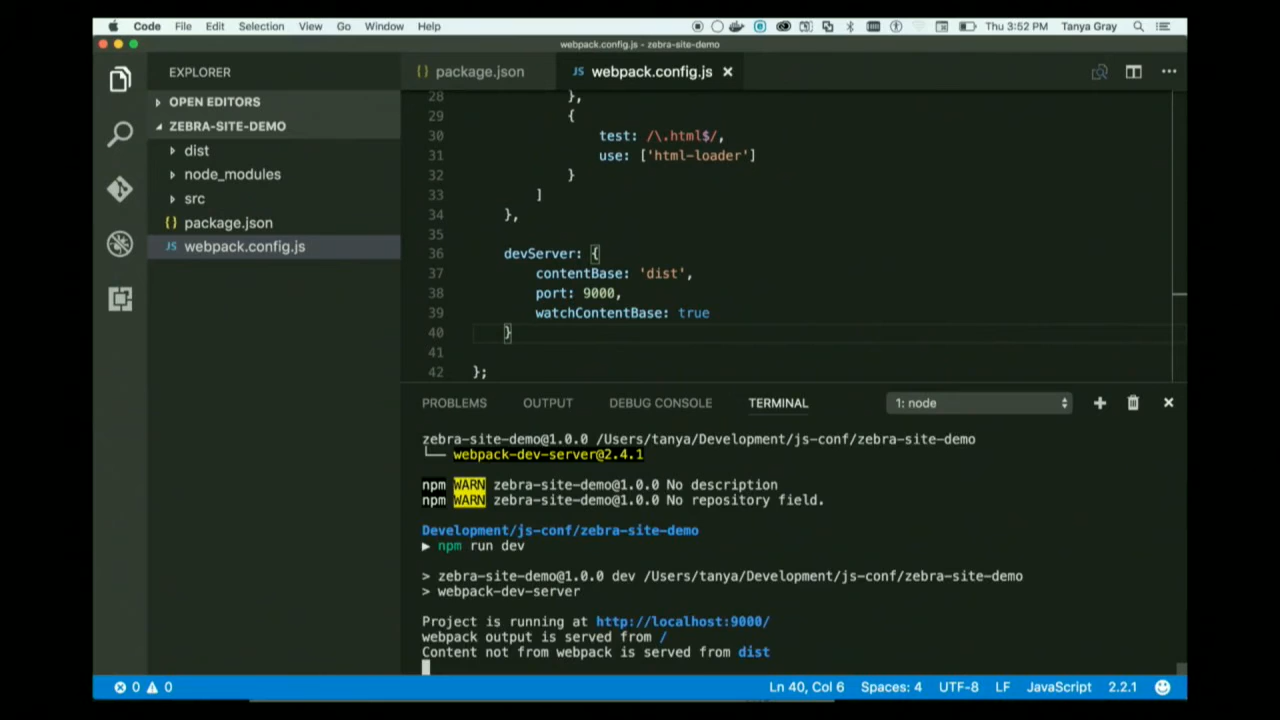 Code File Edit Selection View Go Window Help Thu 3:52 PM Tanya Gray
webpack.config.js - zebra-site-demo
EXPLORER
OPEN EDITORS
ZEBRA-SITE-DEMO
dist
node_modules
src
{} package.json
JS webpack.config.js
{} package.json JS webpack.config.js
28 },
29 {
30 test: /\.html$/,
31 use: ['html-loader']
32 }
33 ]
34 },
35
36 devServer: {
37 contentBase: 'dist',
38 port: 9000,
39 watchContentBase: true
40 }
41
42 };
PROBLEMS OUTPUT DEBUG CONSOLE TERMINAL 1: node
zebra-site-demo@1.0.0 /Users/tanya/Development/js-conf/zebra-site-demo
└── webpack-dev-server@2.4.1
npm WARN zebra-site-demo@1.0.0 No description
npm WARN zebra-site-demo@1.0.0 No repository field.
Development/js-conf/zebra-site-demo
▶ npm run dev
> zebra-site-demo@1.0.0 dev /Users/tanya/Development/js-conf/zebra-site-demo
> webpack-dev-server
Project is running at http://localhost:9000/
webpack output is served from /
Content not from webpack is served from dist
0 0 Ln 40, Col 6 Spaces: 4 UTF-8 LF JavaScript 2.2.1